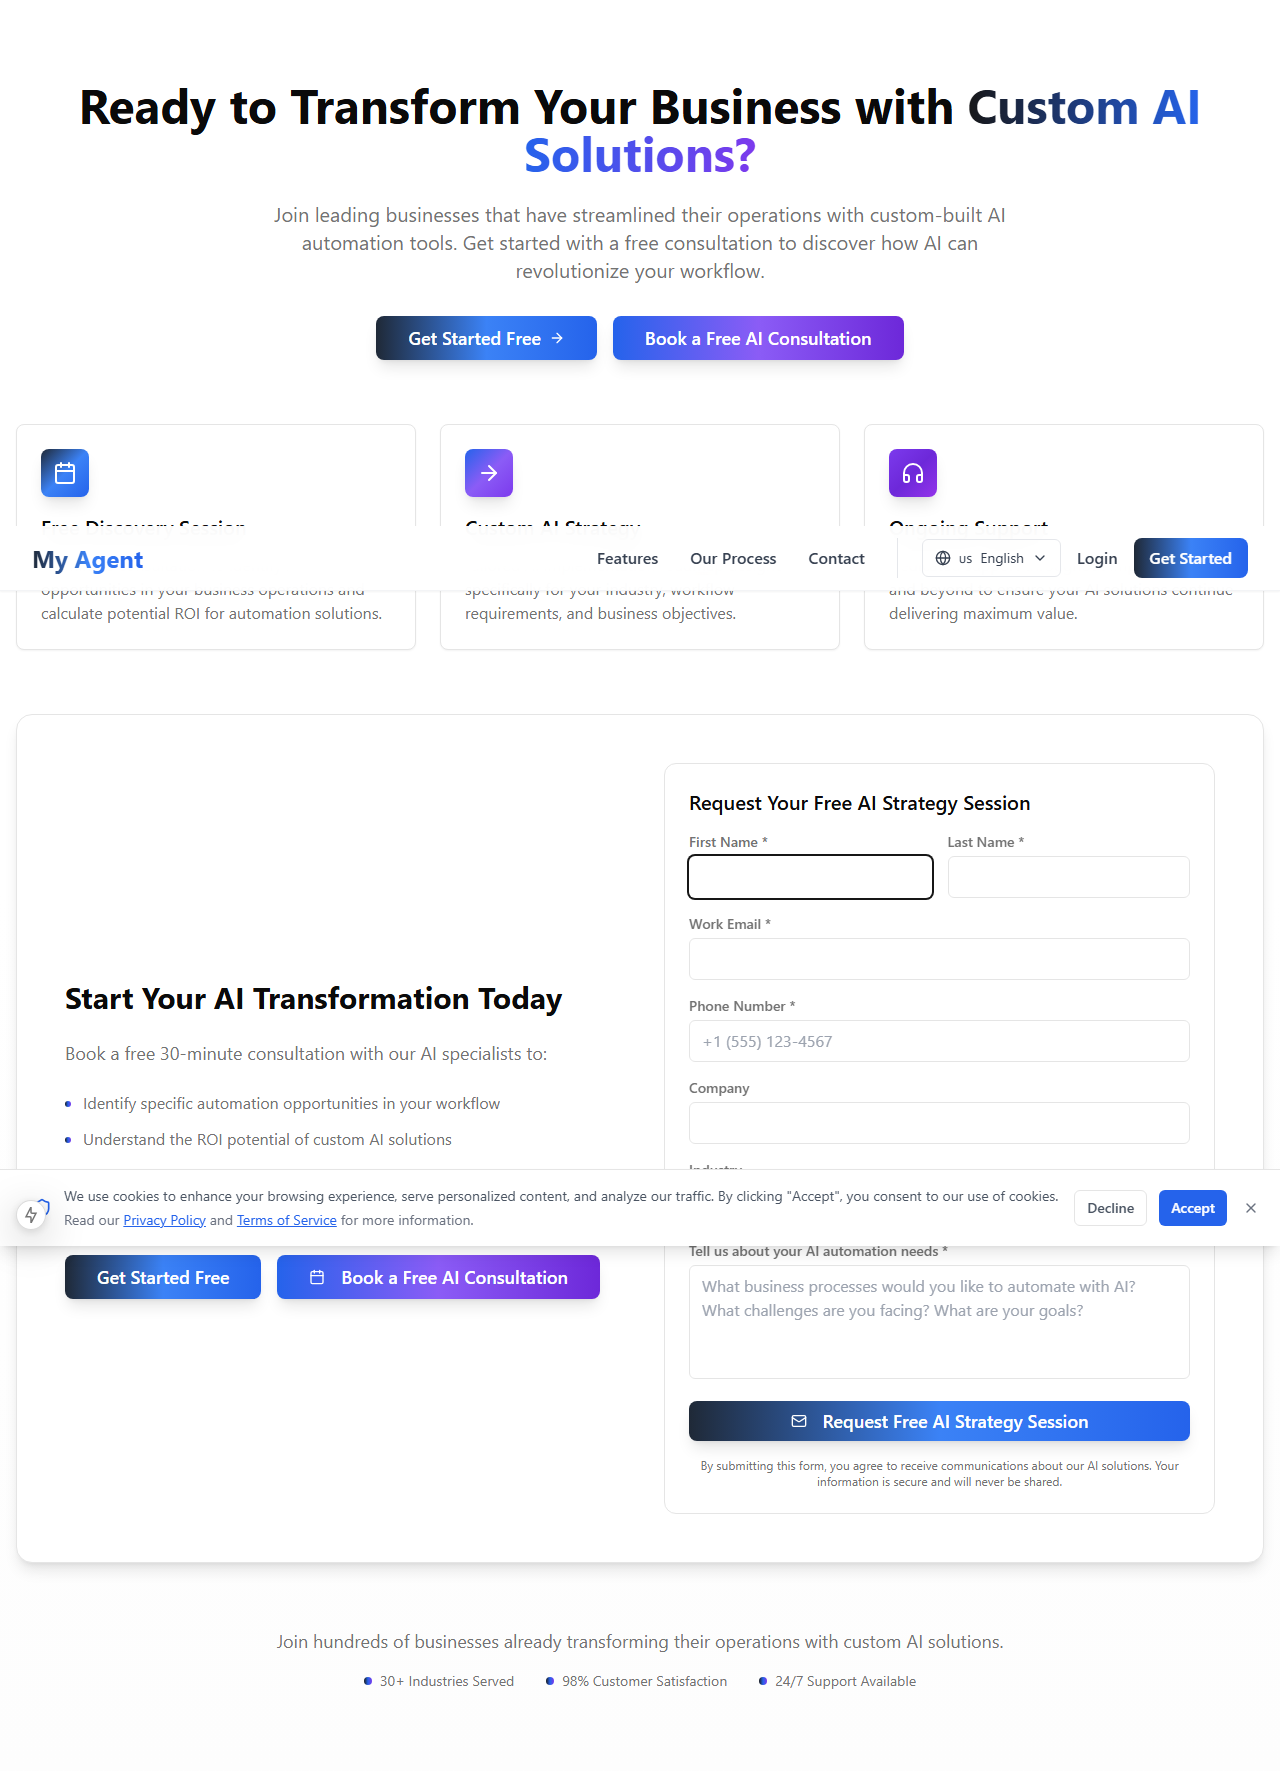 Ready to Transform Your Business with Custom AI
Solutions?
Join leading businesses that have streamlined their operations with custom-built AI
automation tools. Get started with a free consultation to discover how AI can
revolutionize your workflow.
Get Started Free
Book a Free AI Consultation
Free Discovery Session
Custom AI Strategy
Ongoing Support
My Agent
Features
Our Process
Contact
us English
Login
Get Started
opportunities in your business operations and
calculate potential ROI for automation solutions.
specifically for your industry, workflow
requirements, and business objectives.
and beyond to ensure your AI solutions continue
delivering maximum value.
Start Your AI Transformation Today
Book a free 30-minute consultation with our AI specialists to:
Identify specific automation opportunities in your workflow
Understand the ROI potential of custom AI solutions
Get Started Free
Book a Free AI Consultation
Request Your Free AI Strategy Session
First Name *
Last Name *
Work Email *
Phone Number *
+1 (555) 123-4567
Company
Industry
We use cookies to enhance your browsing experience, serve personalized content, and analyze our traffic. By clicking "Accept", you consent to our use of cookies.
Read our Privacy Policy and Terms of Service for more information.
Decline
Accept
Tell us about your AI automation needs *
What business processes would you like to automate with AI?
What challenges are you facing? What are your goals?
Request Free AI Strategy Session
By submitting this form, you agree to receive communications about our AI solutions. Your
information is secure and will never be shared.
Join hundreds of businesses already transforming their operations with custom AI solutions.
30+ Industries Served
98% Customer Satisfaction
24/7 Support Available